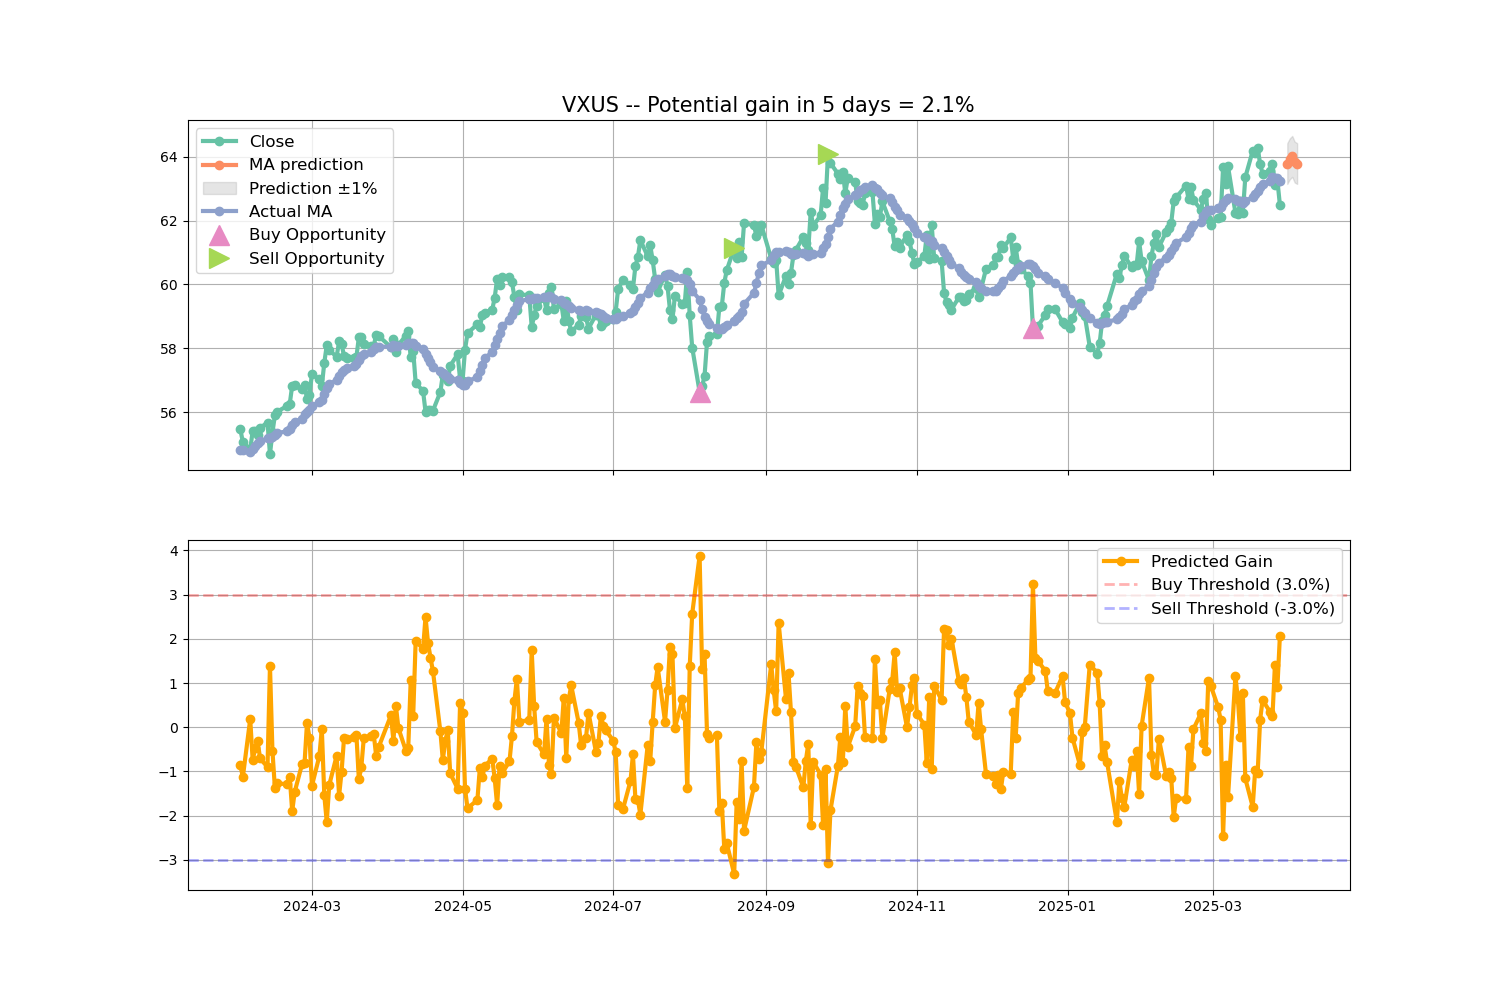 VXUS -- Potential gain in 5 days = 2.1%
Close
MA prediction
Prediction ±1%
Actual MA
Buy Opportunity
Sell Opportunity
64
62
60
58
56
Predicted Gain
Buy Threshold (3.0%)
Sell Threshold (-3.0%)
4
3
2
1
0
−1
−2
−3
2024-03
2024-05
2024-07
2024-09
2024-11
2025-01
2025-03